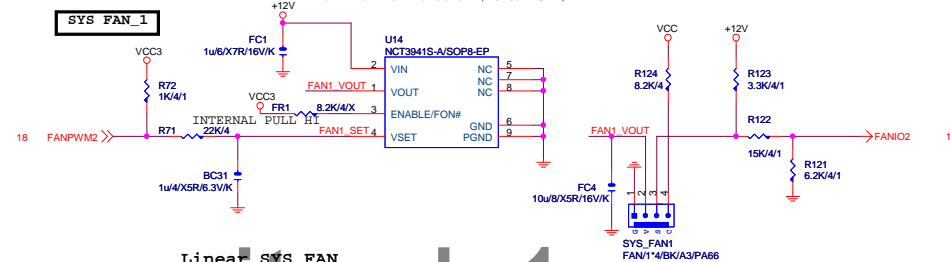 SYS FAN_1
+12V
FC1
1u/6/X7R/16V/K
U14
NCT3941S-A/SOP8-EP
VCC3
R72
1K/4/1
2 VIN
FAN1_VOUT 1 VOUT
VCC3
FR1 8.2K/4/X
3 ENABLE/FON#
INTERNAL PULL HI
FAN1_SET 4 VSET
NC 5
NC 7
NC 8
GND 6
PGND 9
18 FANPWM2
R71 22K/4
BC31
1u/4/X5R/6.3V/K
VCC
+12V
R124
8.2K/4
R123
3.3K/4/1
R122
15K/4/1
FANIO2
1
R121
6.2K/4/1
FAN1_VOUT
FC4
10u/8/X5R/16V/K
1 2 3 4
G V S C
SYS_FAN1
FAN/1*4/BK/A3/PA66
Linear SYS FAN